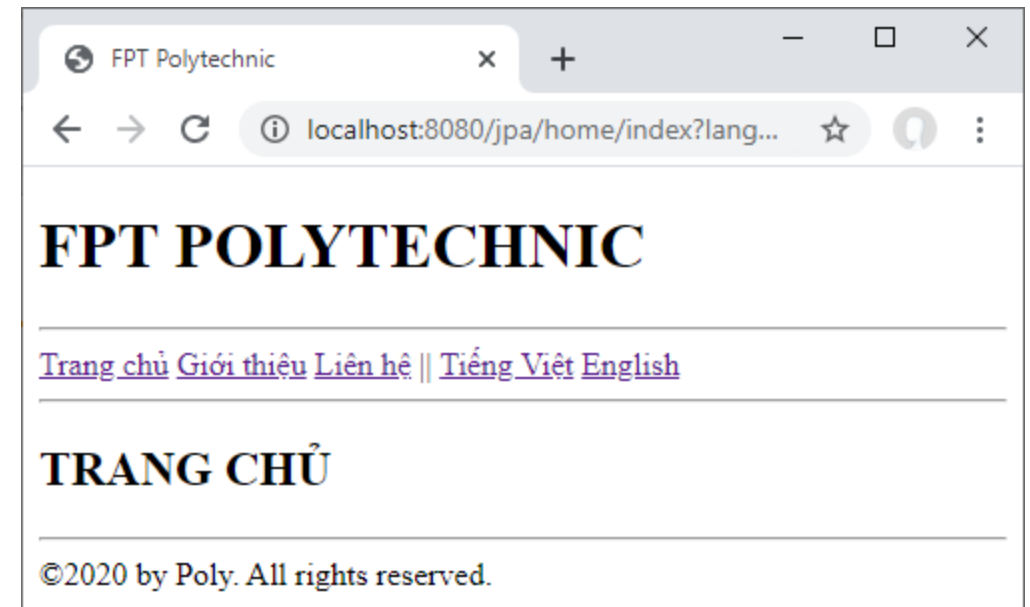 FPT Polytechnic
localhost:8080/jpa/home/index?lang...
FPT POLYTECHNIC
Trang chủ Giới thiệu Liên hệ || Tiếng Việt English
TRANG CHỦ
©2020 by Poly. All rights reserved.